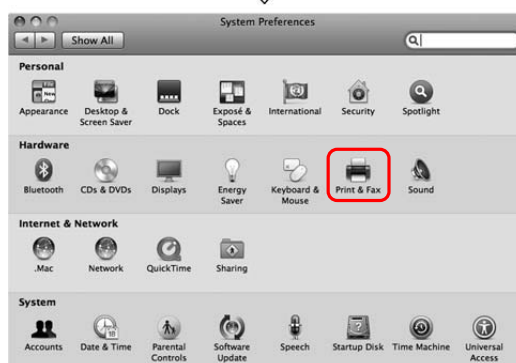 System Preferences
Show All
Personal
Appearance
Desktop &
Screen Saver
Dock
Exposé &
Spaces
International
Security
Spotlight
Hardware
Bluetooth
CDs & DVDs
Displays
Energy
Saver
Keyboard &
Mouse
Print & Fax
Sound
Internet & Network
.Mac
Network
QuickTime
Sharing
System
Accounts
Date & Time
Parental
Controls
Software
Update
Speech
Startup Disk
Time Machine
Universal
Access